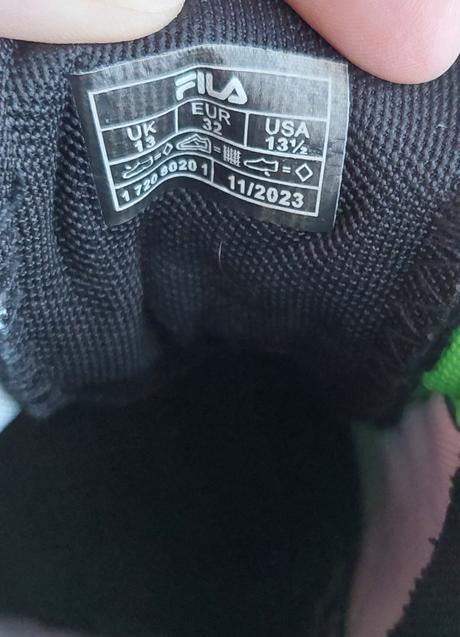 FILA
UK EUR USA
13 32 13½
= =
1 720 8020 1 11/2023